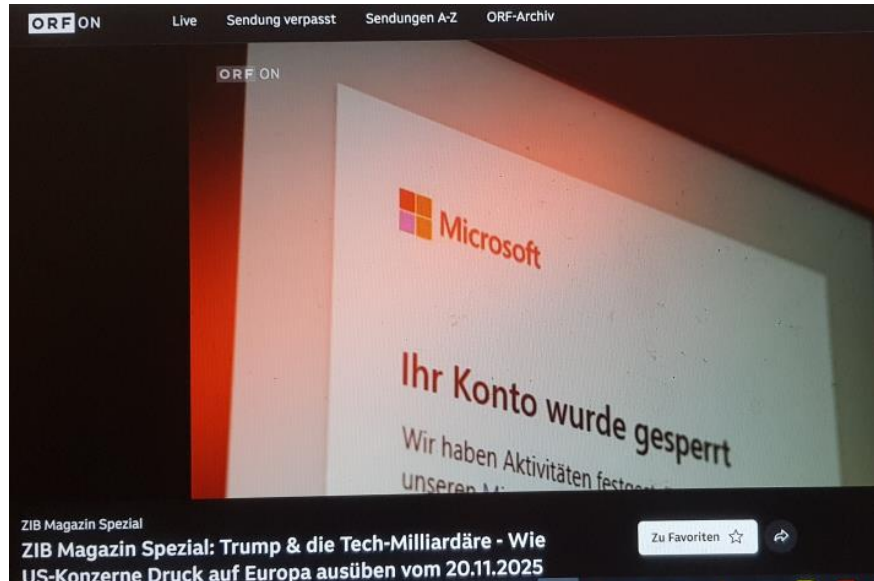 ORF ON Live Sendung verpasst Sendungen A-Z ORF-Archiv
ORF ON
Microsoft
Ihr Konto wurde gesperrt
Wir haben Aktivitäten
unseren
ZIB Magazin Spezial
ZIB Magazin Spezial: Trump & die Tech-Milliardäre - Wie
US-Konzerne Druck auf Europa ausüben vom 20.11.2025
Zu Favoriten